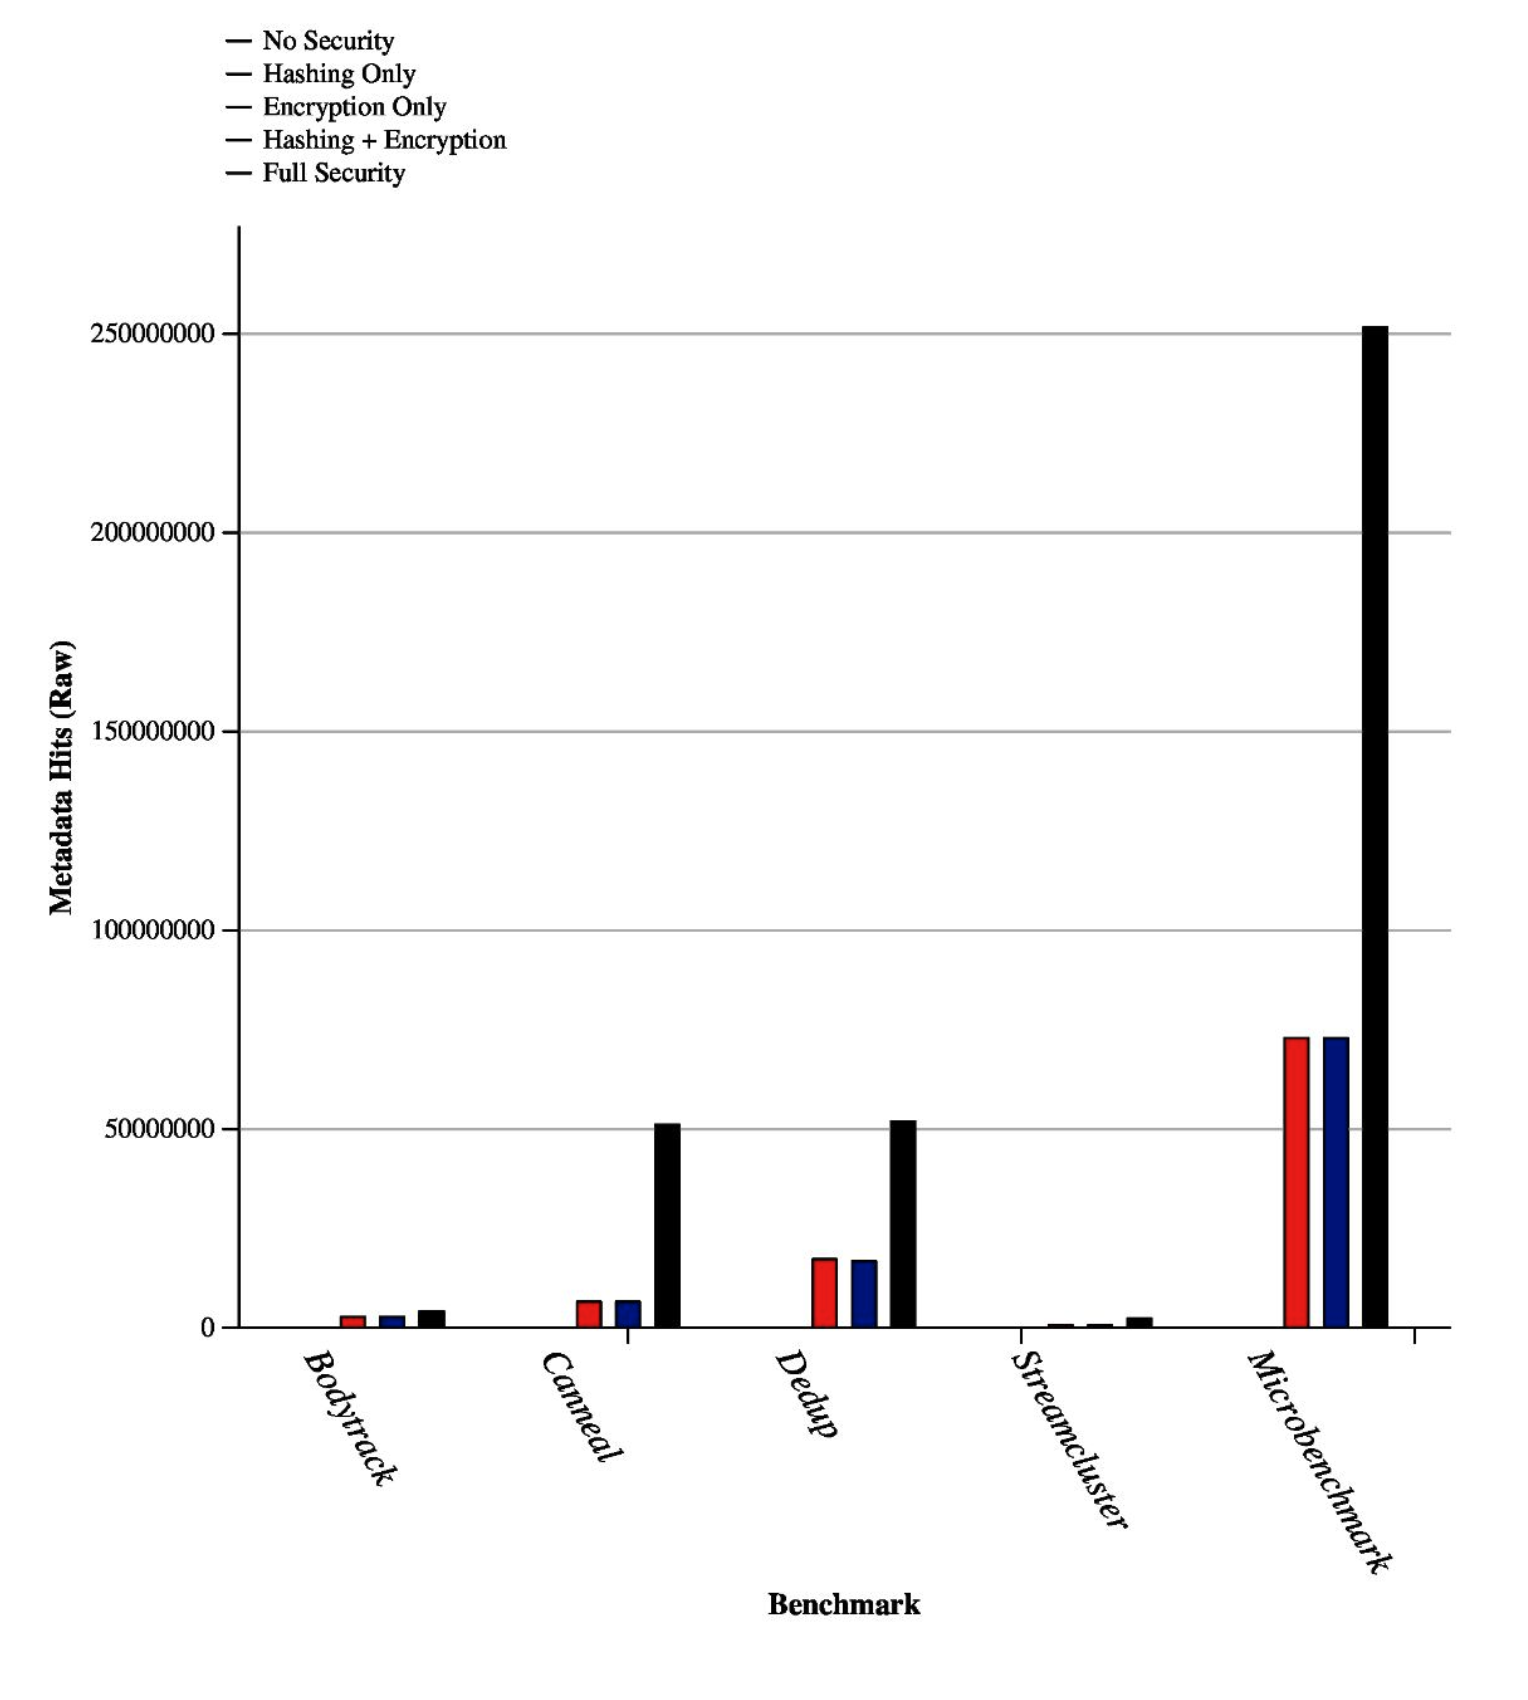 No Security
Hashing Only
Encryption Only
Hashing + Encryption
Full Security
250000000
200000000
150000000
100000000
50000000
0
Metadata Hits (Raw)
Bodytrack
Canneal
Dedup
Streamcluster
Microbenchmark
Benchmark